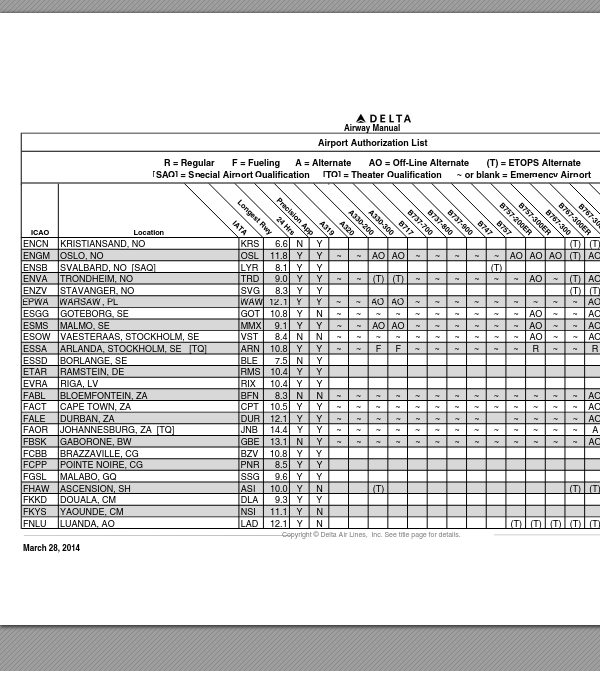 DELTA
Airway Manual
Airport Authorization List
R = Regular F = Fueling A = Alternate AO = Off-Line Alternate (T) = ETOPS Alternate
[SAQ] = Special Airport Qualification [TQ] = Theater Qualification ~ or blank = Emergency Airport
ICAO Location IATA Longest Rwy Precision App 24 Hrs A319 A320 A330-200 A330-300 B717 B737-700 B737-800 B737-900 B747 B757 B757-200ER B757-300ER B767-300 B767-300ER
ENCN KRISTIANSAND, NO KRS 6.6 N Y (T) (T)
ENGM OSLO, NO OSL 11.8 Y Y ~ ~ AO AO ~ ~ ~ ~ ~ AO AO AO (T) AO
ENSB SVALBARD, NO [SAQ] LYR 8.1 Y Y (T)
ENVA TRONDHEIM, NO TRD 9.0 Y Y ~ ~ (T) (T) ~ ~ ~ ~ ~ ~ AO ~ (T) AO
ENZV STAVANGER, NO SVG 8.3 Y Y (T) (T)
EPWA WARSAW, PL WAW 12.1 Y Y ~ ~ AO AO ~ ~ ~ ~ ~ ~ ~ ~ ~ AO
ESGG GOTEBORG, SE GOT 10.8 Y N ~ ~ ~ ~ ~ ~ ~ ~ ~ ~ AO ~ ~ AO
ESMS MALMO, SE MMX 9.1 Y Y ~ ~ AO AO ~ ~ ~ ~ ~ ~ AO ~ ~ AO
ESOW VAESTERAAS, STOCKHOLM, SE VST 8.4 N N ~ ~ ~ ~ ~ ~ ~ ~ ~ ~ AO ~ ~ AO
ESSA ARLANDA, STOCKHOLM, SE [TQ] ARN 10.8 Y Y ~ ~ F F ~ ~ ~ ~ ~ ~ R ~ ~ R
ESSD BORLANGE, SE BLE 7.5 N Y
ETAR RAMSTEIN, DE RMS 10.4 Y Y
EVRA RIGA, LV RIX 10.4 Y Y
FABL BLOEMFONTEIN, ZA BFN 8.3 N N ~ ~ ~ ~ ~ ~ ~ ~ ~ ~ ~ ~ ~ AO
FACT CAPE TOWN, ZA CPT 10.5 Y Y ~ ~ ~ ~ ~ ~ ~ ~ ~ ~ ~ ~ ~ AO
FALE DURBAN, ZA DUR 12.1 Y Y ~ ~ ~ ~ ~ ~ ~ ~ ~ ~ ~ ~ ~ AO
FAOR JOHANNESBURG, ZA [TQ] JNB 14.4 Y Y ~ ~ ~ ~ ~ ~ ~ ~ ~ ~ ~ ~ ~ A
FBSK GABORONE, BW GBE 13.1 N Y ~ ~ ~ ~ ~ ~ ~ ~ ~ ~ ~ ~ ~ AO
FCBB BRAZZAVILLE, CG BZV 10.8 Y Y
FCPP POINTE NOIRE, CG PNR 8.5 Y Y
FGSL MALABO, GQ SSG 9.6 Y Y
FHAW ASCENSION, SH ASI 10.0 Y N (T) (T) (T)
FKKD DOUALA, CM DLA 9.3 Y Y
FKYS YAOUNDE, CM NSI 11.1 Y N
FNLU LUANDA, AO LAD 12.1 Y N (T) (T) (T) (T) (T)
Copyright © Delta Air Lines, Inc. See title page for details.
March 28, 2014